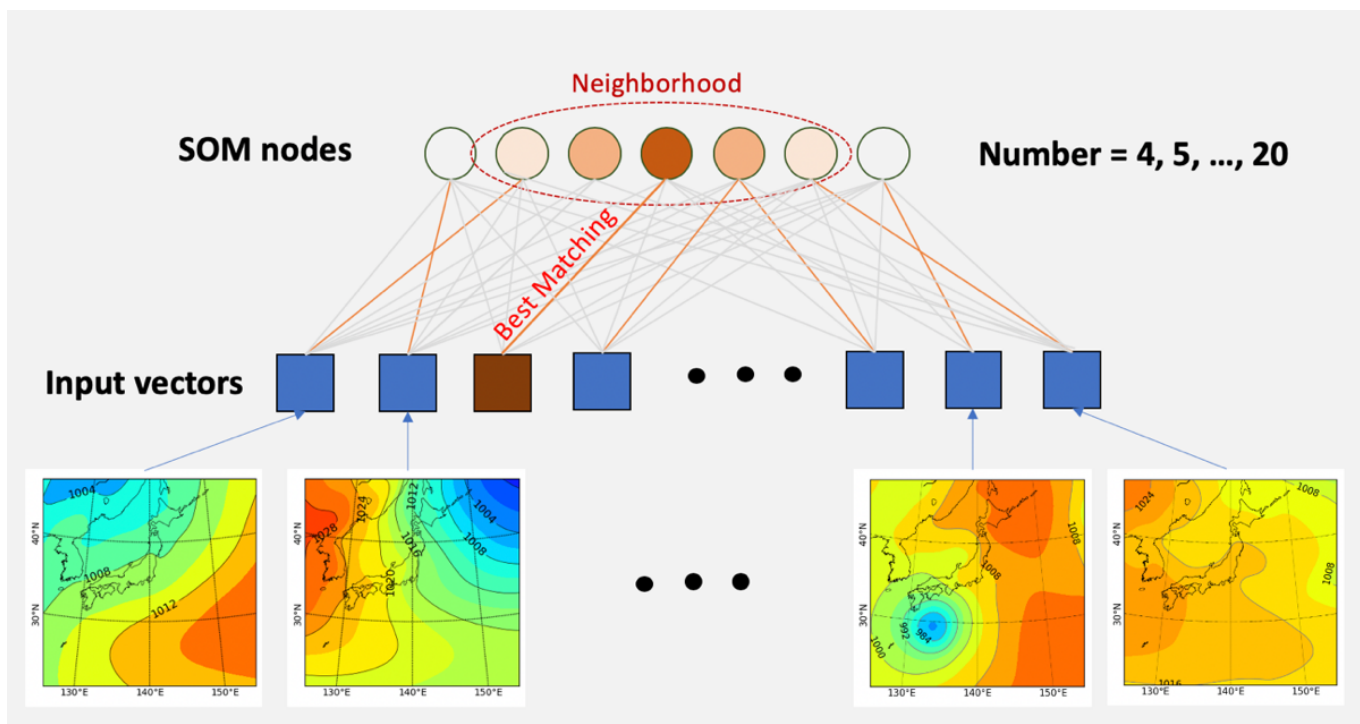 Neighborhood
SOM nodes
Number = 4, 5, …, 20
Best Matching
Input vectors
1004
1008
1012
40°N
30°N
130°E 140°E 150°E
1012
1024
1004
1028
1016
1008
1020
40°N
30°N
130°E 140°E 150°E
1008
1008
992
984
1000
40°N
30°N
130°E 140°E 150°E
1008
1024
1008
1016
40°N
30°N
130°E 140°E 150°E